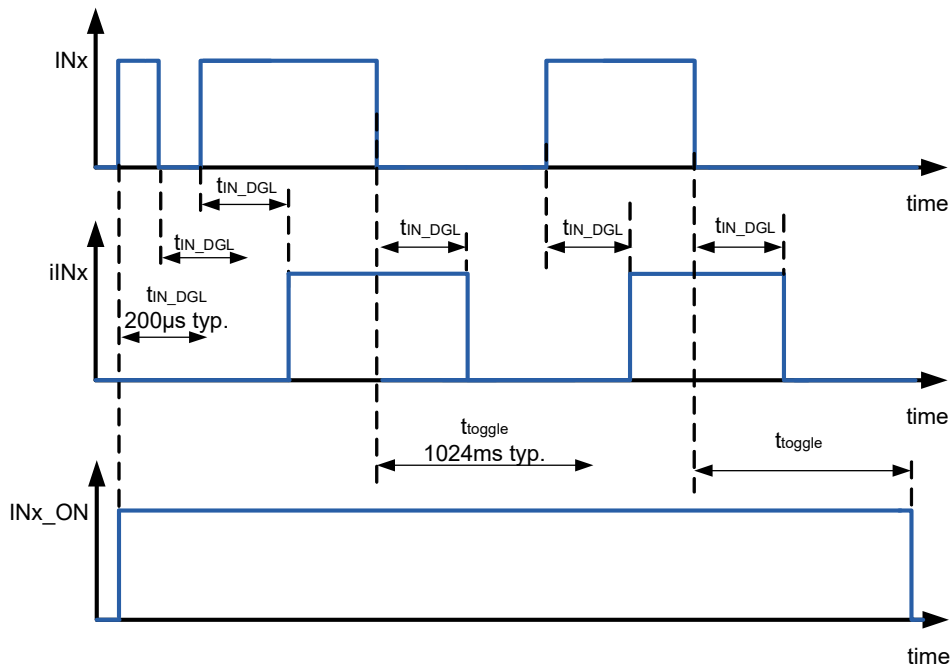 INx
time
tIN_DGL
tIN_DGL
tIN_DGL
tIN_DGL
tIN_DGL
iINx
tIN_DGL
200µs typ.
time
ttoggle
1024ms typ.
ttoggle
INx_ON
time